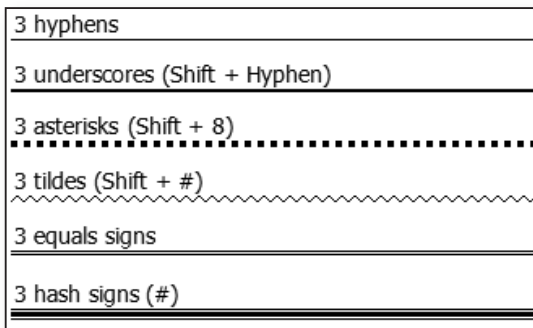 3 hyphens
3 underscores (Shift + Hyphen)
3 asterisks (Shift + 8)
3 tildes (Shift + #)
3 equals signs
3 hash signs (#)